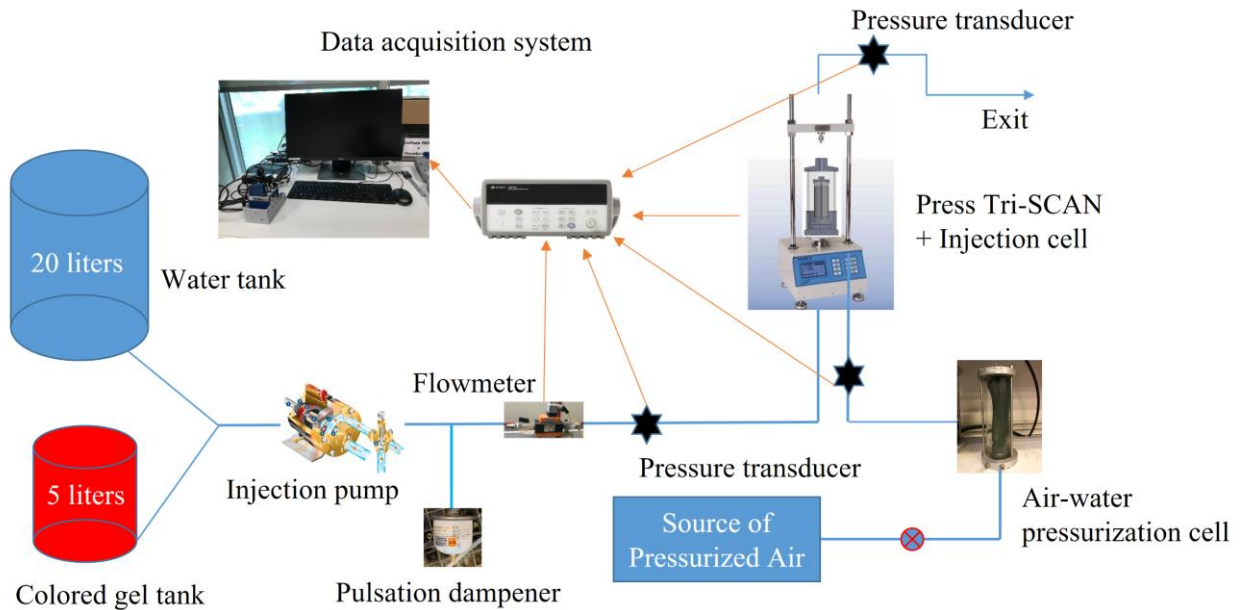 Pressure transducer
Data acquisition system
Exit
Press Tri-SCAN
+ Injection cell
20 liters
Water tank
Flowmeter
5 liters
Injection pump
Pressure transducer
Source of
Pressurized Air
Air-water
pressurization cell
Colored gel tank
Pulsation dampener